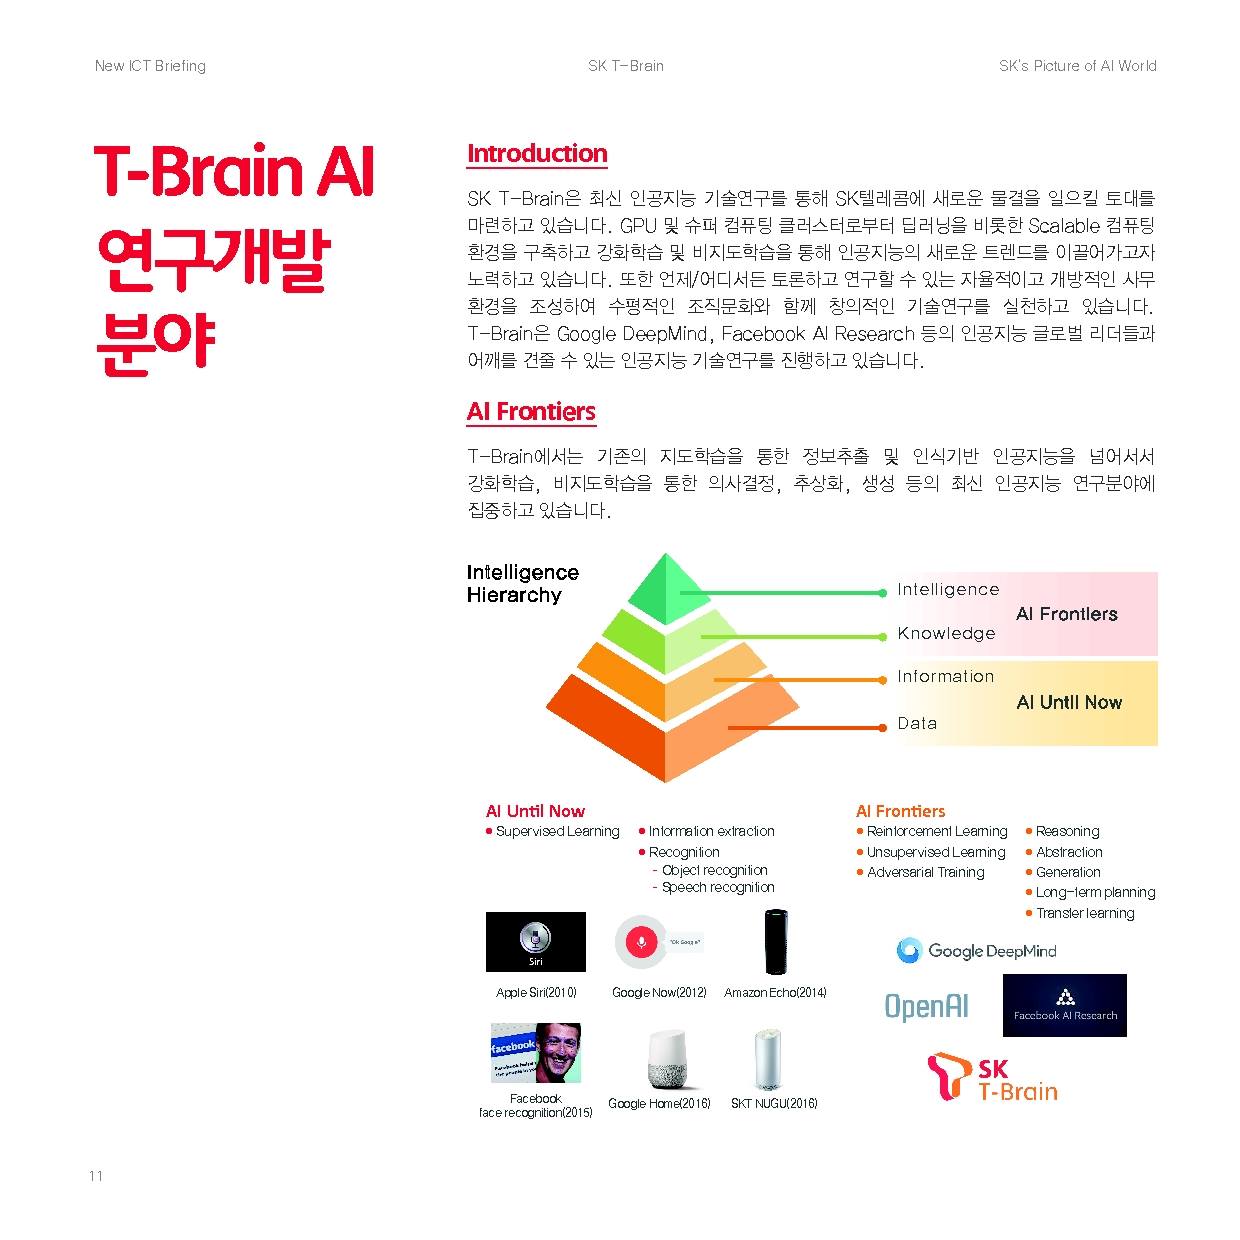 New ICT Briefing
SK T-Brain
SK's Picture of AI World
T-Brain AI
연구개발
분야
Introduction
SK T-Brain은 최신 인공지능 기술연구를 통해 SK텔레콤에 새로운 물결을 일으킬 토대를
마련하고 있습니다. GPU 및 슈퍼 컴퓨팅 클러스터로부터 딥러닝을 비롯한 Scalable 컴퓨팅
환경을 구축하고 강화학습 및 비지도학습을 통해 인공지능의 새로운 트렌드를 이끌어가고자
노력하고 있습니다. 또한 언제/어디서든 토론하고 연구할 수 있는 자율적이고 개방적인 사무
환경을 조성하여 수평적인 조직문화와 함께 창의적인 기술연구를 실천하고 있습니다.
T-Brain은 Google DeepMind, Facebook AI Research 등의 인공지능 글로벌 리더들과
어깨를 견줄 수 있는 인공지능 기술연구를 진행하고 있습니다.
AI Frontiers
T-Brain에서는 기존의 지도학습을 통한 정보추출 및 인식기반 인공지능을 넘어서서
강화학습, 비지도학습을 통한 의사결정, 추상화, 생성 등의 최신 인공지능 연구분야에
집중하고 있습니다.
Intelligence
Hierarchy
Intelligence
AI Frontiers
Knowledge
Information
AI Until Now
Data
AI Until Now
• Supervised Learning
• Information extraction
• Recognition
- Object recognition
- Speech recognition
AI Frontiers
• Reinforcement Learning
• Unsupervised Learning
• Adversarial Training
• Reasoning
• Abstraction
• Generation
• Long-term planning
• Transfer learning
Siri
"Ok Google"
Apple Siri(2010)
Google Now(2012)
Amazon Echo(2014)
facebook
Facebook
face recognition(2015)
Google Home(2016)
SKT NUGU(2016)
Google DeepMind
OpenAI
Facebook AI Research
SK
T-Brain
11